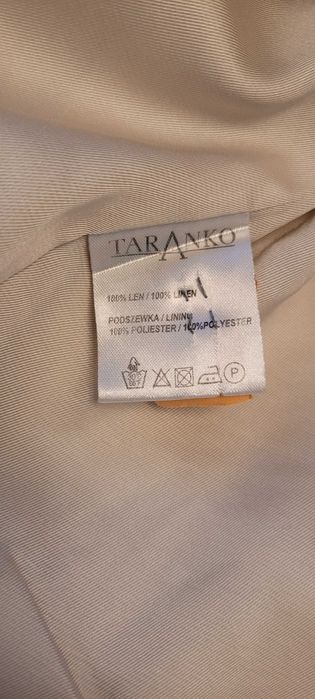 TARANKO
100% LEN / 100% LINEN
PODSZEWKA / LINING
100% POLIESTER / 100%POLYESTER
P